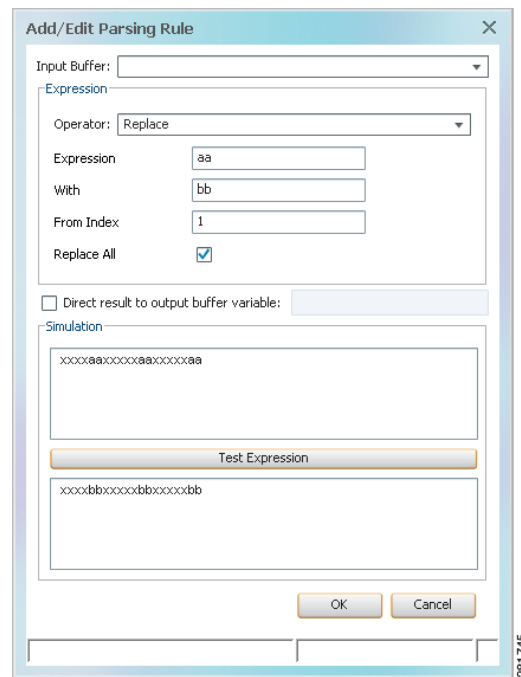 Add/Edit Parsing Rule
Input Buffer:
Expression
Operator: Replace
Expression aa
With bb
From Index 1
Replace All
Direct result to output buffer variable:
Simulation
xxxxaaxxxxxaaxxxxxaa
Test Expression
xxxxbbxxxxxbbxxxxxbb
OK Cancel